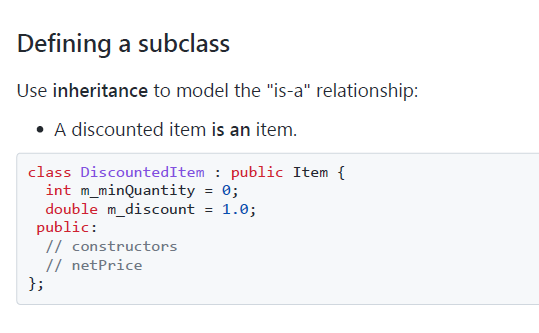 Defining a subclass
Use inheritance to model the "is-a" relationship:
• A discounted item is an item.
class DiscountedItem : public Item {
  int m_minQuantity = 0;
  double m_discount = 1.0;
 public:
  // constructors
  // netPrice
};